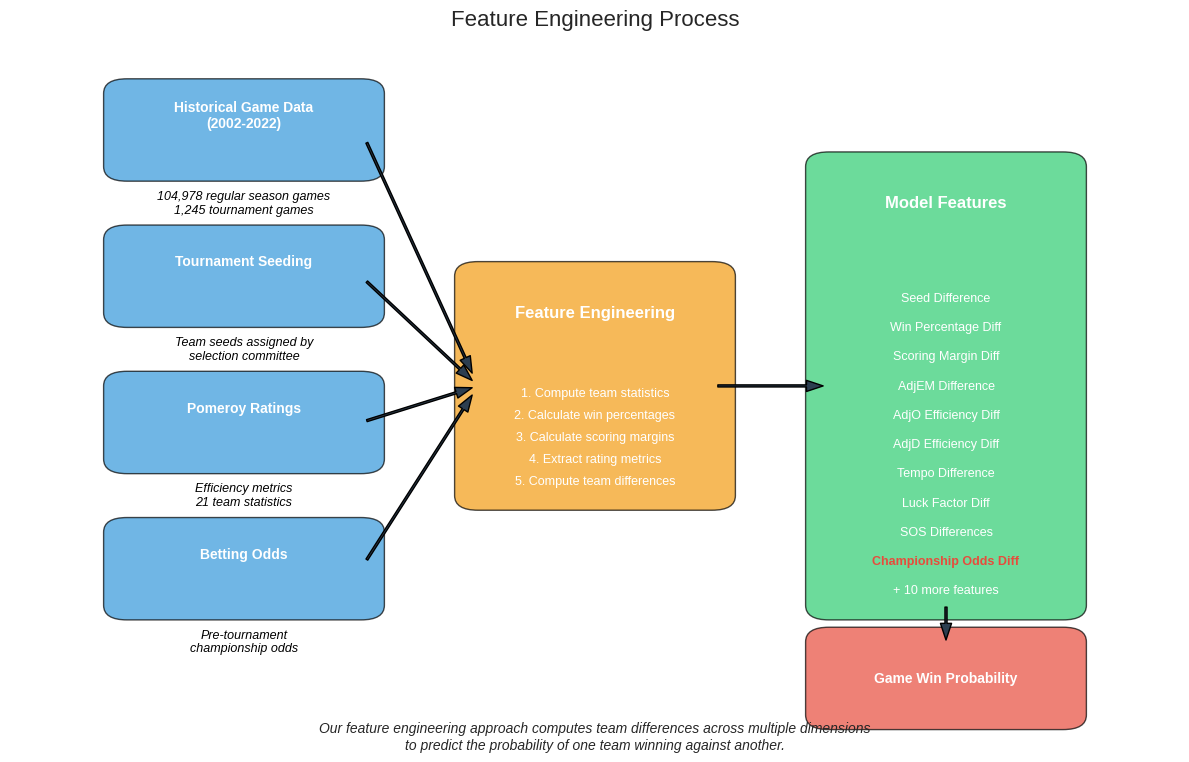 Feature Engineering Process
Historical Game Data
(2002-2022)
104,978 regular season games
1,245 tournament games
Tournament Seeding
Team seeds assigned by
selection committee
Pomeroy Ratings
Efficiency metrics
21 team statistics
Betting Odds
Pre-tournament
championship odds
Feature Engineering
1. Compute team statistics
2. Calculate win percentages
3. Calculate scoring margins
4. Extract rating metrics
5. Compute team differences
Model Features
Seed Difference
Win Percentage Diff
Scoring Margin Diff
AdjEM Difference
AdjO Efficiency Diff
AdjD Efficiency Diff
Tempo Difference
Luck Factor Diff
SOS Differences
Championship Odds Diff
+ 10 more features
Game Win Probability
Our feature engineering approach computes team differences across multiple dimensions
to predict the probability of one team winning against another.